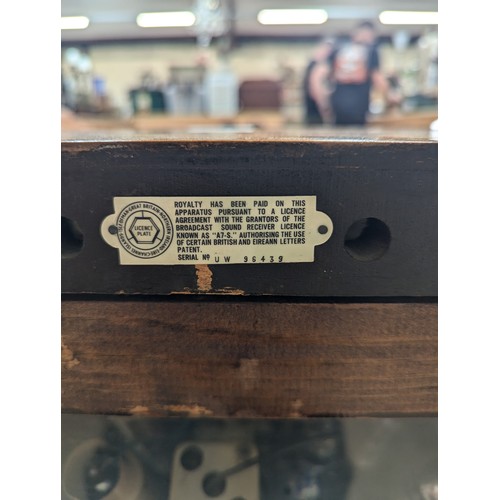 ROYALTY HAS BEEN PAID ON THIS
APPARATUS PURSUANT TO A LICENCE
AGREEMENT WITH THE GRANTORS OF THE
BROADCAST SOUND RECEIVER LICENCE
KNOWN AS "A7-S." AUTHORISING THE USE
OF CERTAIN BRITISH AND EIREANN LETTERS
PATENT.
SERIAL Nº UW 96439
LICENCE
PLATE